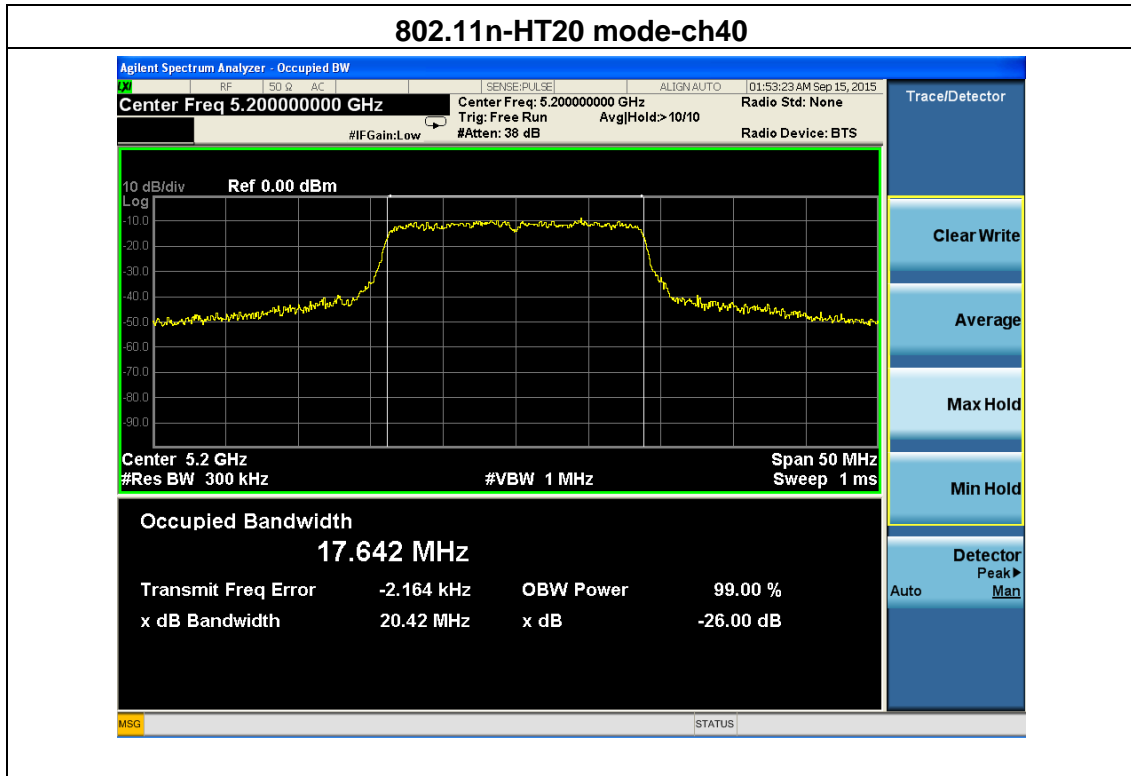 802.11n-HT20 mode-ch40
Agilent Spectrum Analyzer - Occupied BW
LXI RF 50 Ω AC SENSE:PULSE ALIGN AUTO 01:53:23 AM Sep 15, 2015
Center Freq 5.200000000 GHz
Center Freq: 5.200000000 GHz
Radio Std: None
Trig: Free Run
Avg|Hold:> 10/10
#IFGain:Low
#Atten: 38 dB
Radio Device: BTS
10 dB/div Ref 0.00 dBm
Log
-10.0
-20.0
-30.0
-40.0
-50.0
-60.0
-70.0
-80.0
-90.0
Center 5.2 GHz Span 50 MHz
#Res BW 300 kHz #VBW 1 MHz Sweep 1 ms
Occupied Bandwidth
17.642 MHz
Transmit Freq Error -2.164 kHz OBW Power 99.00 %
x dB Bandwidth 20.42 MHz x dB -26.00 dB
Trace/Detector
Clear Write
Average
Max Hold
Min Hold
Detector
Peak▶
Auto Man
MSG STATUS